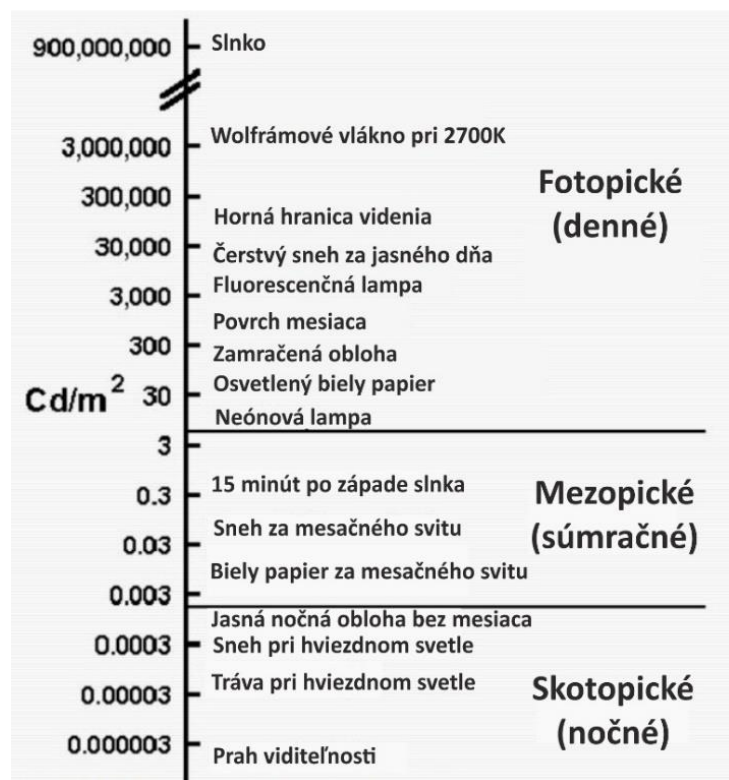 900,000,000 Slnko
Wolfrámové vlákno pri 2700K
3,000,000
Fotopické
(denné)
300,000
Horná hranica videnia
30,000
Čerstvý sneh za jasného dňa
Fluorescenčná lampa
3,000
Povrch mesiaca
300
Zamračená obloha
Osvetlený biely papier
Cd/m² 30
Neónová lampa
3
15 minút po západe slnka
0.3
Mezopické
(súmračné)
Sneh za mesačného svitu
0.03
Biely papier za mesačného svitu
0.003
Jasná nočná obloha bez mesiaca
0.0003 Sneh pri hviezdnom svetle
Tráva pri hviezdnom svetle
0.00003
Skotopické
(nočné)
0.000003
Prah viditeľnosti